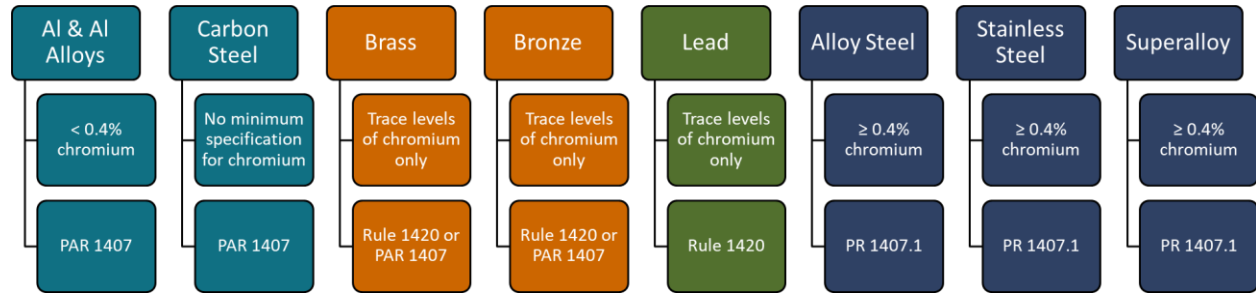 Al & Al
Alloys
Carbon
Steel
Brass
Bronze
Lead
Alloy Steel
Stainless
Steel
Superalloy
< 0.4%
chromium
No minimum
specification
for chromium
Trace levels
of chromium
only
Trace levels
of chromium
only
Trace levels
of chromium
only
≥ 0.4%
chromium
≥ 0.4%
chromium
≥ 0.4%
chromium
PAR 1407
PAR 1407
Rule 1420 or
PAR 1407
Rule 1420 or
PAR 1407
Rule 1420
PR 1407.1
PR 1407.1
PR 1407.1